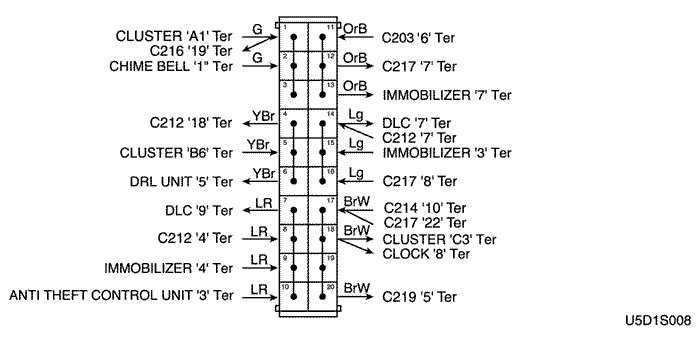 CLUSTER 'A1' Ter G 1 11 OrB C203 '6' Ter
C216 '19' Ter
CHIME BELL '1" Ter G 2 12 OrB C217 '7' Ter
3 13 OrB IMMOBILIZER '7' Ter
C212 '18' Ter YBr 4 14 Lg DLC '7' Ter
C212 '7' Ter
CLUSTER 'B6' Ter YBr 5 15 Lg IMMOBILIZER '3' Ter
DRL UNIT '5' Ter YBr 6 16 Lg C217 '8' Ter
DLC '9' Ter LR 7 17 BrW C214 '10' Ter
C217 '22' Ter
C212 '4' Ter LR 8 18 BrW CLUSTER 'C3' Ter
CLOCK '8' Ter
IMMOBILIZER '4' Ter LR 9 19
ANTI THEFT CONTROL UNIT '3' Ter LR 10 20 BrW C219 '5' Ter
U5D1S008